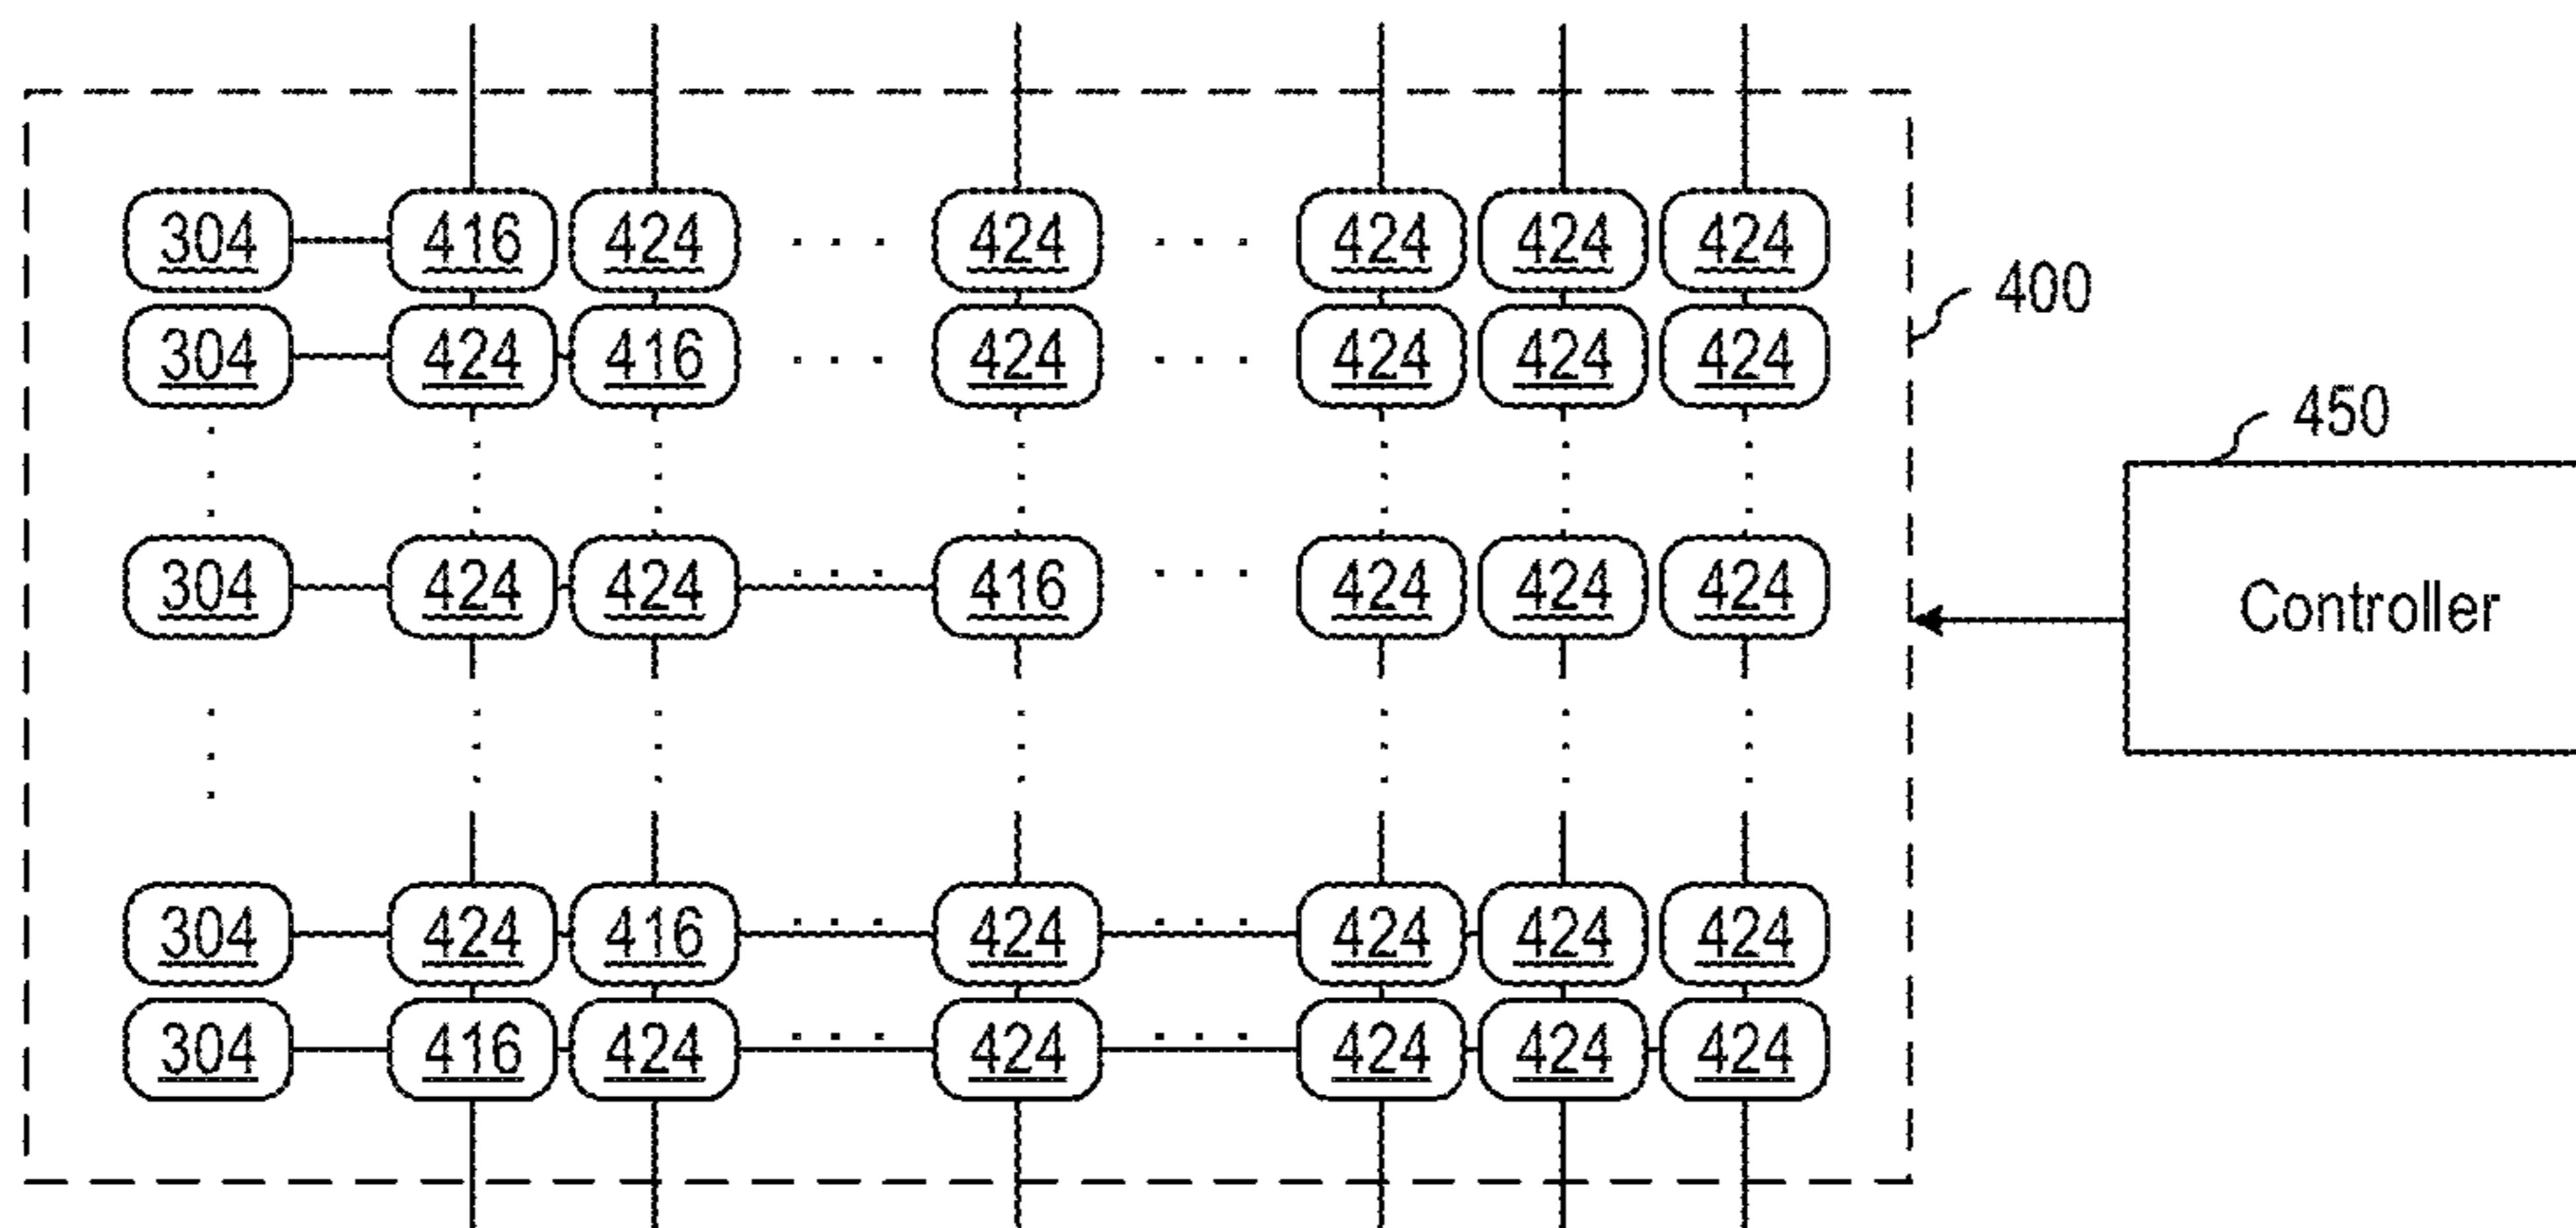 304 416 424 . . . 424 . . . 424 424 424
400
304 424 416 . . . 424 . . . 424 424 424
450
304 424 424 . . . 416 . . . 424 424 424
Controller
304 424 416 . . . 424 . . . 424 424 424
304 416 424 . . . 424 . . . 424 424 424